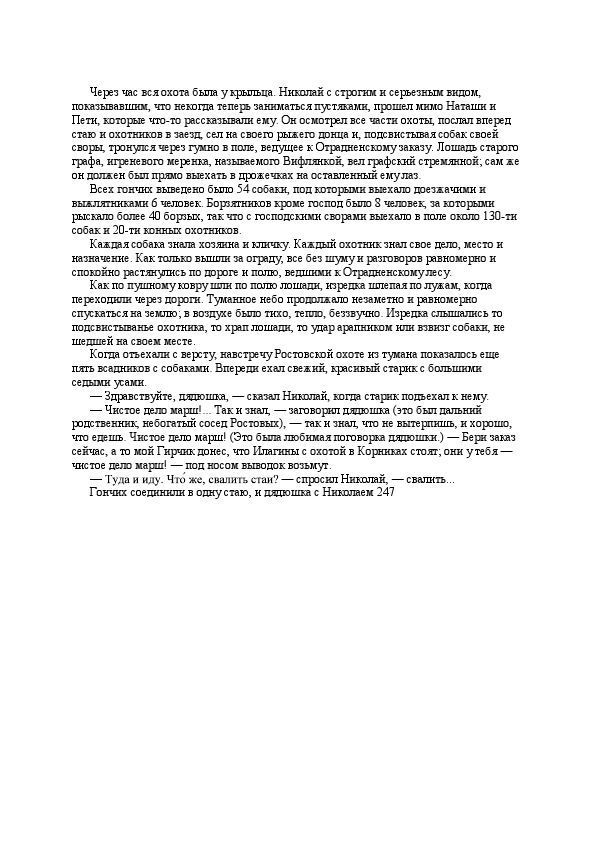 Через час вся охота была у крыльца. Николай с строгим и серьезным видом,
показывавшим, что некогда теперь заниматься пустяками, прошел мимо Наташи и
Пети, которые что-то рассказывали ему. Он осмотрел все части охоты, послал вперед
стаю и охотников в заезд, сел на своего рыжего донца и, подсвистывая собак своей
своры, тронулся через гумно в поле, ведущее к Отрадненскому заказу. Лошадь старого
графа, игреневого меренка, называемого Вифлянкой, вел графский стремянной; сам же
он должен был прямо выехать в дрожечках на оставленный ему лаз.
Всех гончих выведено было 54 собаки, под которыми выехало доезжачими и
выжлятниками 6 человек. Борзятников кроме господ было 8 человек, за которыми
рыскало более 40 борзых, так что с господскими сворами выехало в поле около 130-ти
собак и 20-ти конных охотников.
Каждая собака знала хозяина и кличку. Каждый охотник знал свое дело, место и
назначение. Как только вышли за ограду, все без шуму и разговоров равномерно и
спокойно растянулись по дороге и полю, ведшими к Отрадненскому лесу.
Как по пушному ковру шли по полю лошади, изредка шлепая по лужам, когда
переходили через дороги. Туманное небо продолжало незаметно и равномерно
спускаться на землю; в воздухе было тихо, тепло, беззвучно. Изредка слышались то
подсвистыванье охотника, то храп лошади, то удар арапником или взвизг собаки, не
шедшей на своем месте.
Когда отъехали с версту, навстречу Ростовской охоте из тумана показалось еще
пять всадников с собаками. Впереди ехал свежий, красивый старик с большими
седыми усами.
— Здравствуйте, дядюшка, — сказал Николай, когда старик подъехал к нему.
— Чистое дело марш!... Так и знал, — заговорил дядюшка (это был дальний
родственник, небогатый сосед Ростовых), — так и знал, что не вытерпишь, и хорошо,
что едешь. Чистое дело марш! (Это была любимая поговорка дядюшки.) — Бери заказ
сейчас, а то мой Гирчик донес, что Илагины с охотой в Корниках стоят; они у тебя —
чистое дело марш! — под носом выводок возьмут.
— Туда и иду. Что́ же, свалить стаи? — спросил Николай, — свалить...
Гончих соединили в одну стаю, и дядюшка с Николаем 247